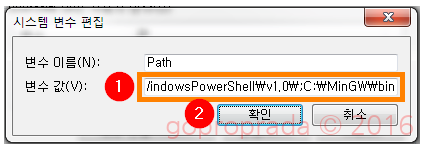 시스템 변수 편집
변수 이름(N):
Path
변수 값(V):
1
/indowsPowerShell₩v1,0₩;C:₩MinGW₩bin
2
확인
취소
goproprada © 2016